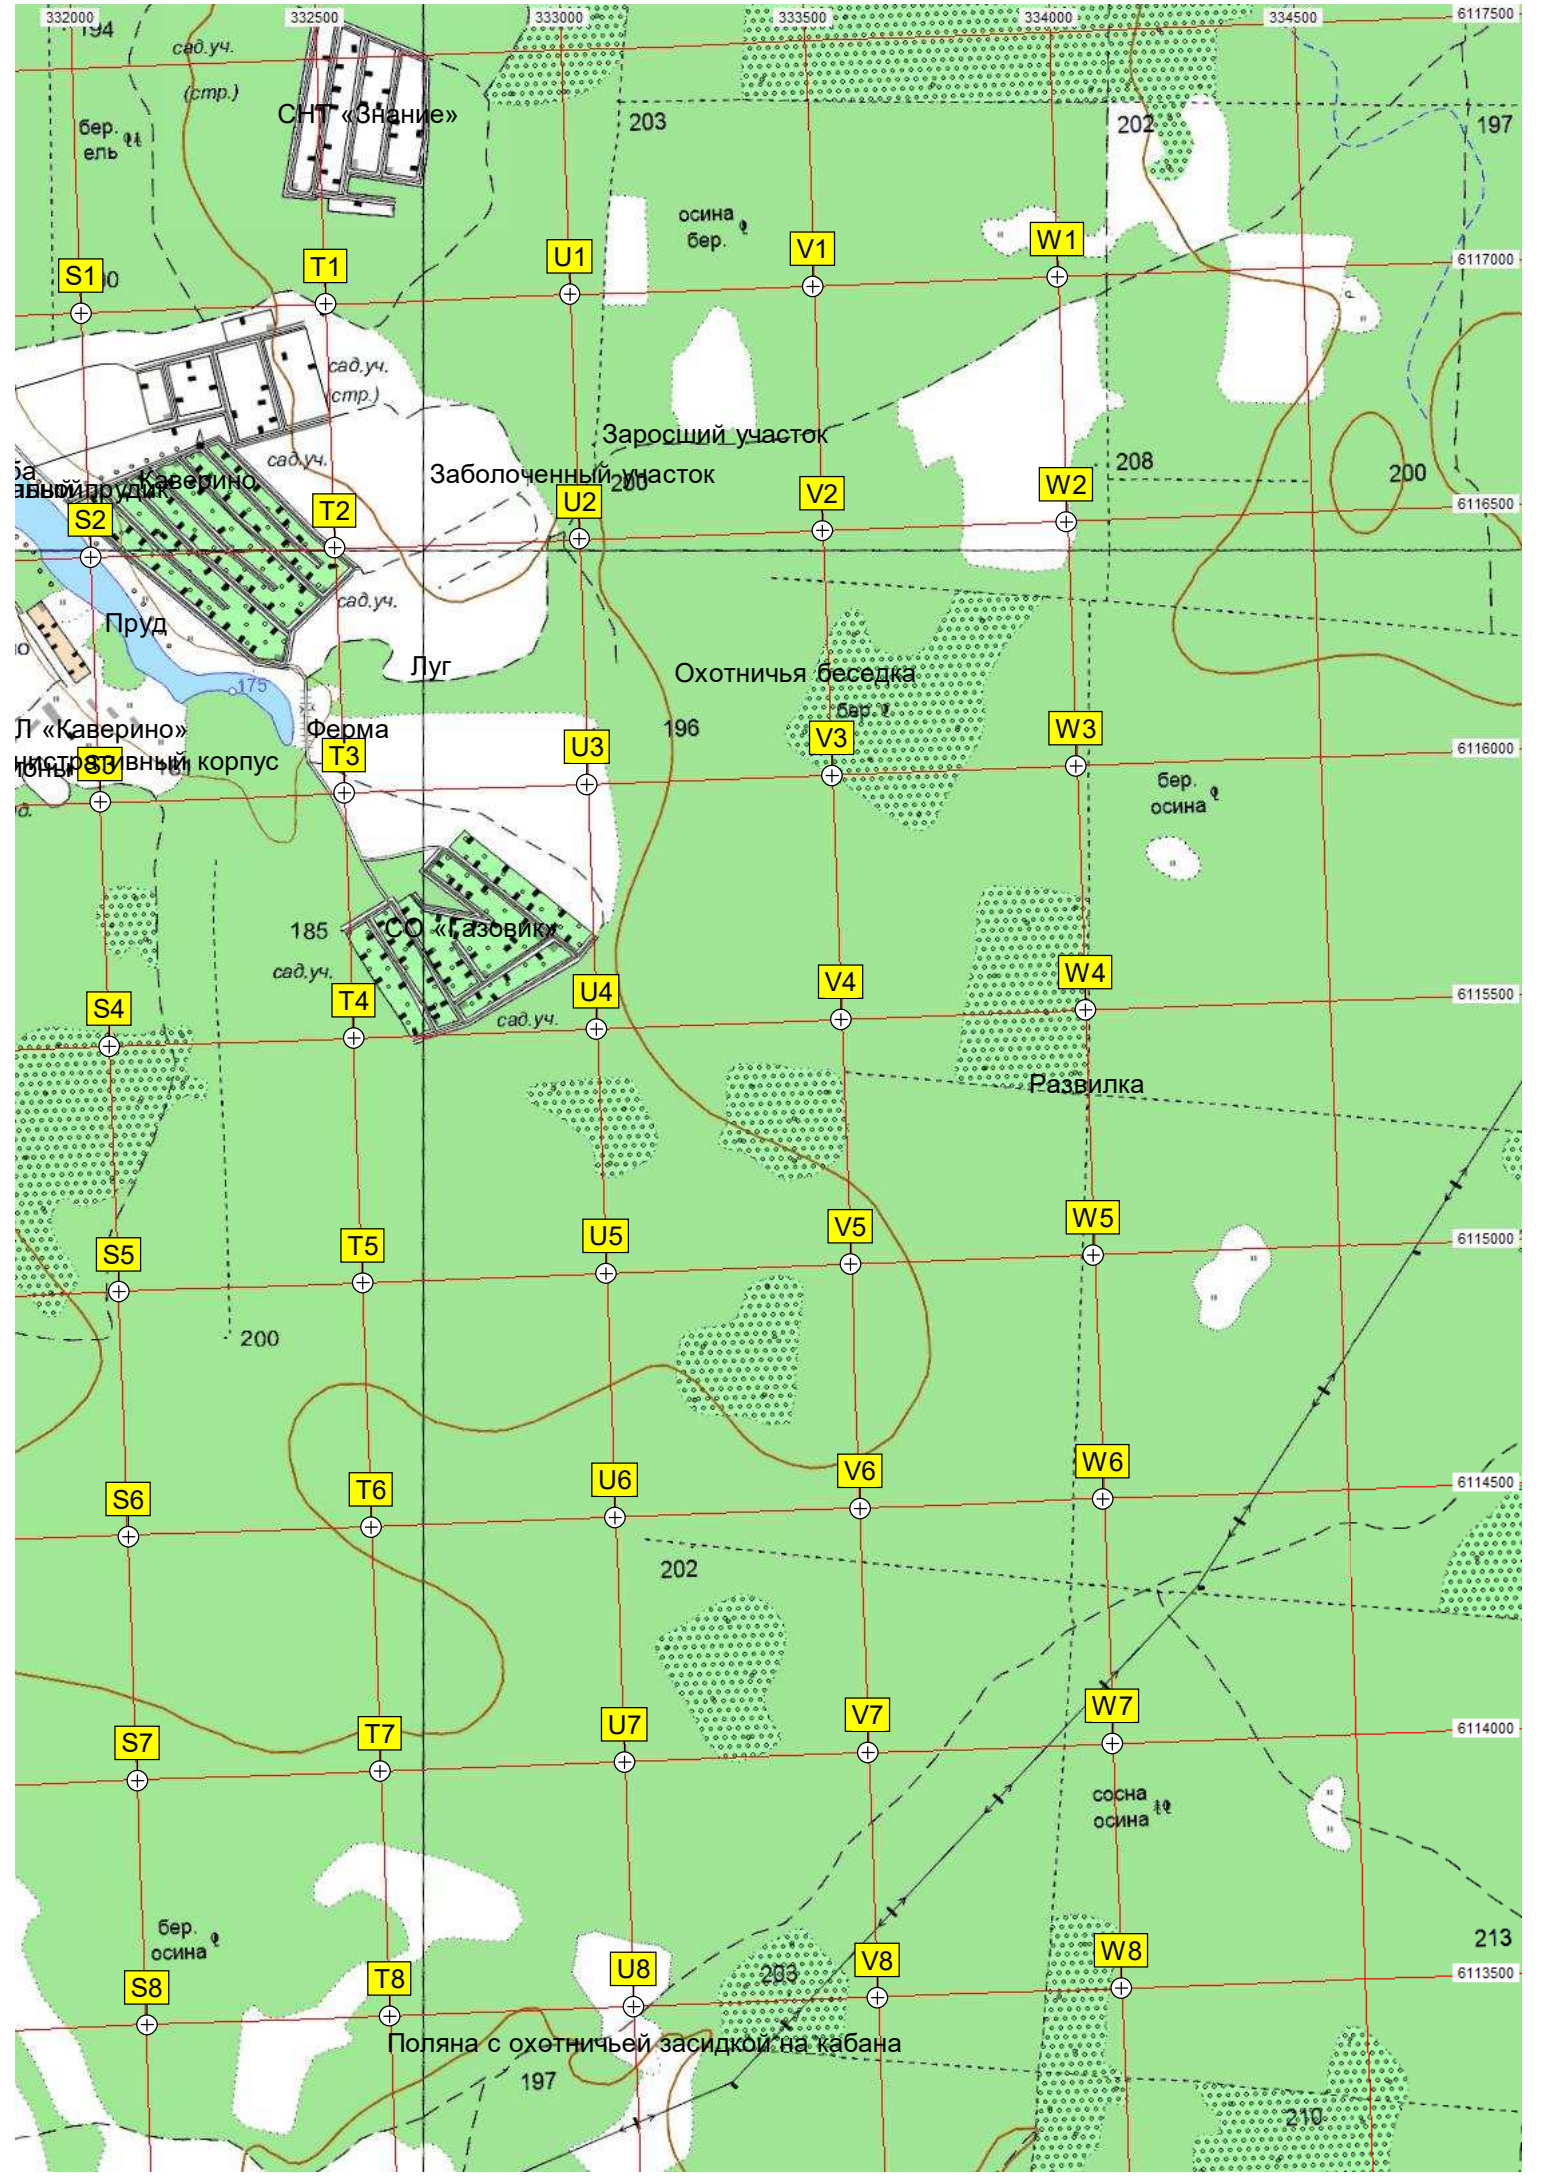 332000 332500 333000 333500 334000 334500 6117500
194
сад.уч.
(стр.)
СНТ «Знание»
бер.
ель
203 202 197
осина
бер.
S1 T1 U1 V1 W1 6117000
сад.уч.
(стр.)
Заросший участок
сад.уч.
Каверино
Заболоченный участок
200
208
200
прудик
S2 T2 U2 V2 W2 6116500
сад.уч.
Пруд
Луг
Охотничья беседка
175
бер.
196
Л «Каверино»
Ферма
нистративный корпус
S3 T3 U3 V3 W3 6116000
бер.
осина
185
СО «Газовик»
сад.уч.
S4 T4 U4 V4 W4 6115500
сад.уч.
Развилка
S5 T5 U5 V5 W5 6115000
200
S6 T6 U6 V6 W6 6114500
202
S7 T7 U7 V7 W7 6114000
сосна
осина
бер.
осина
213
203
S8 T8 U8 V8 W8 6113500
Поляна с охотничьей засидкой на кабана
197
210